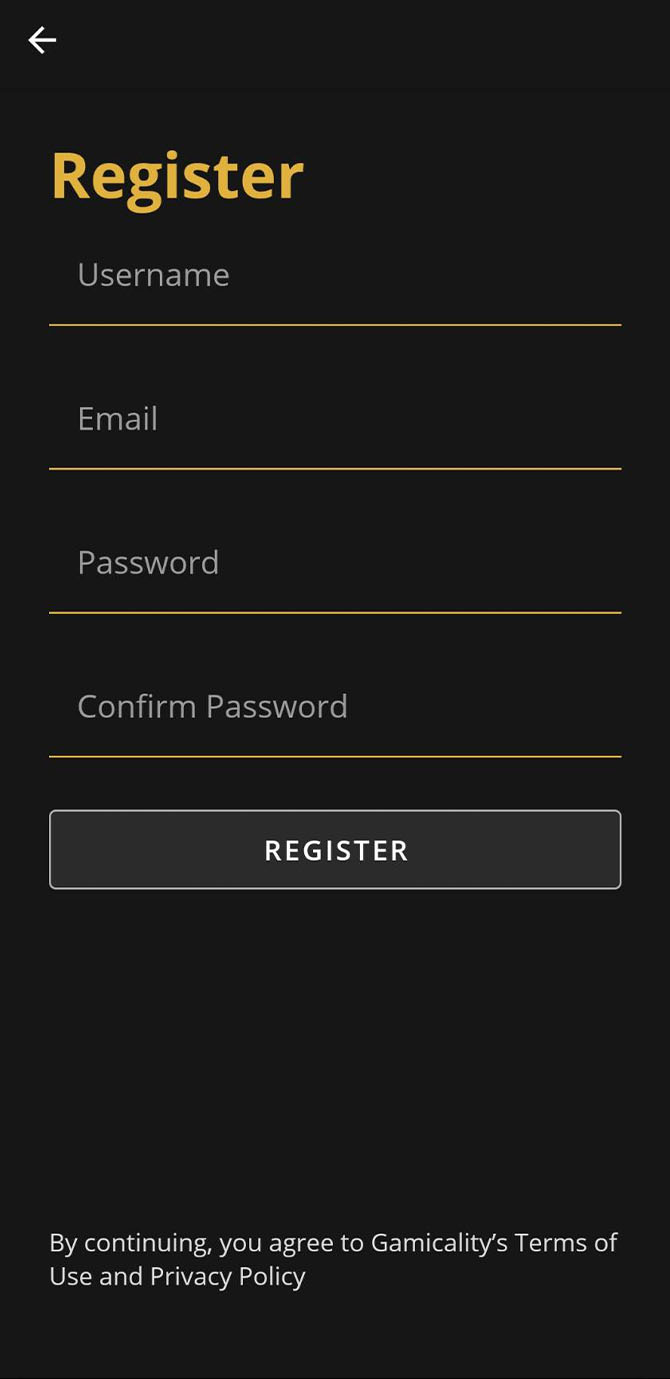 Register
Username
Email
Password
Confirm Password
REGISTER
By continuing, you agree to Gamicality’s Terms of
Use and Privacy Policy